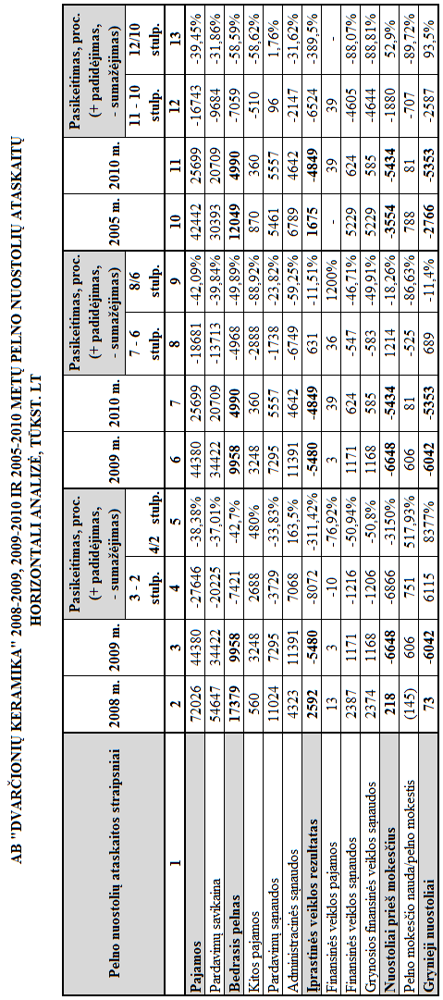 AB "DVARČIONIŲ KERAMIKA" 2008-2009, 2009-2010 IR 2005-2010 METŲ PELNO NUOSTOLIŲ ATASKAITŲ
HORIZONTALI ANALIZĖ, TŪKST. LT
Pelno nuostolių ataskaitos straipsniai 2008 m. 2009 m. Pasikeitimas, proc. (+ padidėjimas, - sumažėjimas) 2009 m. 2010 m. Pasikeitimas, proc. (+ padidėjimas, - sumažėjimas) 2005 m. 2010 m. Pasikeitimas, proc. (+ padidėjimas, - sumažėjimas)
3 - 2 stulp. 4/2 stulp. 7 - 6 stulp. 8/6 stulp. 11 - 10 stulp. 12/10 stulp.
1 2 3 4 5 6 7 8 9 10 11 12 13
Pajamos 72026 44380 -27646 -38,38% 44380 25699 -18681 -42,09% 42442 25699 -16743 -39,45%
Pardavimų savikaina 54647 34422 -20225 -37,01% 34422 20709 -13713 -39,84% 30393 20709 -9684 -31,86%
Bedrasis pelnas 17379 9958 -7421 -42,7% 9958 4990 -4968 -49,89% 12049 4990 -7059 -58,59%
Kitos pajamos 560 3248 2688 480% 3248 360 -2888 -88,92% 870 360 -510 -58,62%
Pardavimų sąnaudos 11024 7295 -3729 -33,83% 7295 5557 -1738 -23,82% 5461 5557 96 1,76%
Administracinės sąnaudos 4323 11391 7068 163,5% 11391 4642 -6749 -59,25% 6789 4642 -2147 -31,62%
Įprastinės veiklos rezultatas 2592 -5480 -8072 -311,42% -5480 -4849 631 -11,51% 1675 -4849 -6524 -389,5%
Finansinės veiklos pajamos 13 3 -10 -76,92% 3 39 36 1200% - 39 39 -
Finansinės veiklos sąnaudos 2387 1171 -1216 -50,94% 1171 624 -547 -46,71% 5229 624 -4605 -88,07%
Grynosios finansinės veiklos sąnaudos 2374 1168 -1206 -50,8% 1168 585 -583 -49,91% 5229 585 -4644 -88,81%
Nuostoliai prieš mokesčius 218 -6648 -6866 -3150% -6648 -5434 1214 -18,26% -3554 -5434 -1880 52,9%
Pelno mokesčio nauda/pelno mokestis (145) 606 751 517,93% 606 81 -525 -86,63% 788 81 -707 -89,72%
Grynieji nuostoliai 73 -6042 6115 8377% -6042 -5353 689 -11,4% -2766 -5353 -2587 93,5%